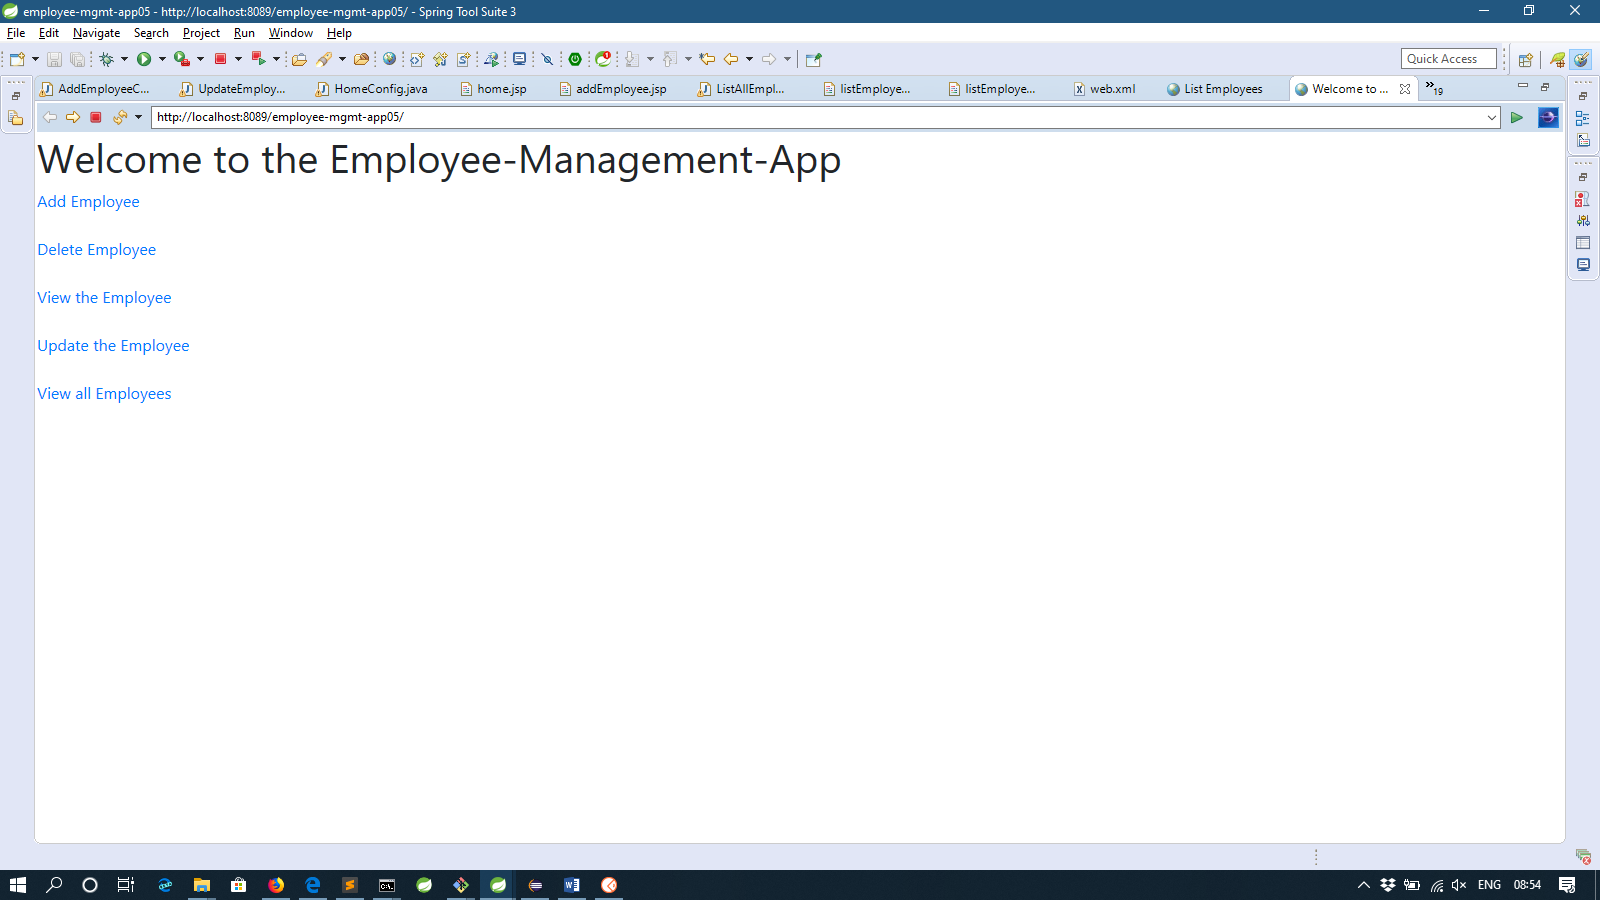 employee-mgmt-app05 - http://localhost:8089/employee-mgmt-app05/ - Spring Tool Suite 3
File Edit Navigate Search Project Run Window Help
Quick Access
AddEmployeeC... UpdateEmploy... HomeConfig.java home.jsp addEmployee.jsp ListAllEmpl... listEmploye... listEmploye... web.xml List Employees Welcome to ... »19
http://localhost:8089/employee-mgmt-app05/
Welcome to the Employee-Management-App
Add Employee
Delete Employee
View the Employee
Update the Employee
View all Employees
ENG 08:54